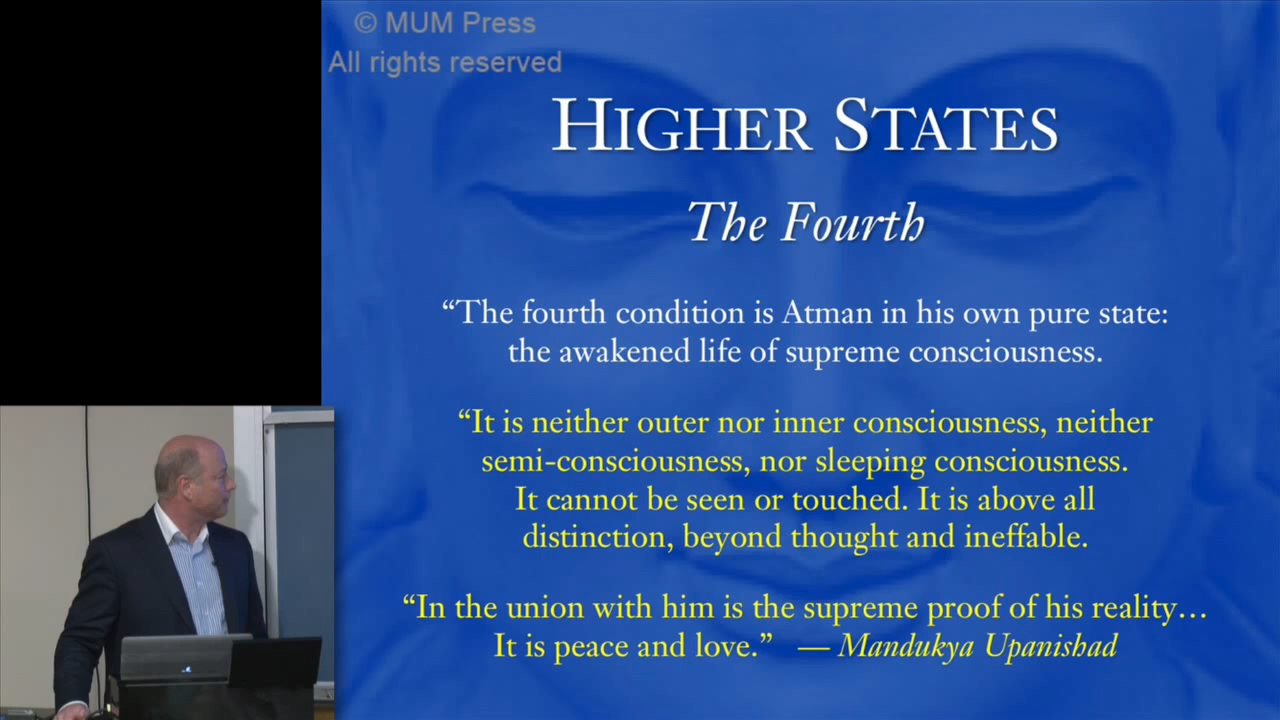 © MUM Press
All rights reserved
HIGHER STATES
The Fourth
“The fourth condition is Atman in his own pure state:
the awakened life of supreme consciousness.
“It is neither outer nor inner consciousness, neither
semi-consciousness, nor sleeping consciousness.
It cannot be seen or touched. It is above all
distinction, beyond thought and ineffable.
“In the union with him is the supreme proof of his reality…
It is peace and love.” — Mandukya Upanishad